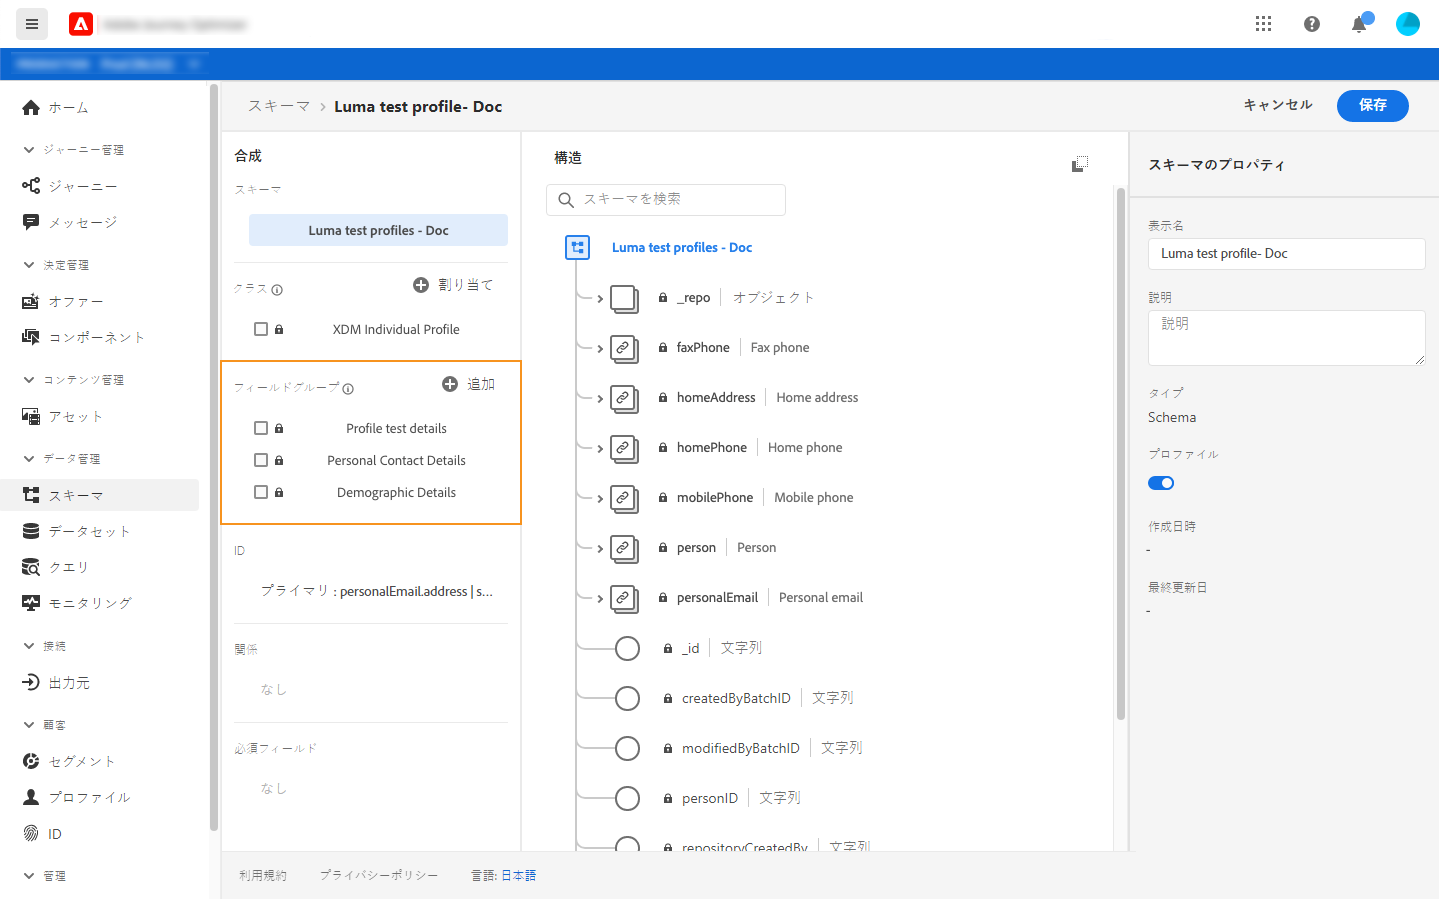 ホーム
ジャーニー管理
ジャーニー
メッセージ
決定管理
オファー
コンポーネント
コンテンツ管理
アセット
データ管理
スキーマ
データセット
クエリ
モニタリング
接続
出力元
顧客
セグメント
プロファイル
ID
管理
スキーマ > Luma test profile- Doc
キャンセル
保存
合成
スキーマ
Luma test profiles - Doc
クラス
割り当て
XDM Individual Profile
フィールドグループ
追加
Profile test details
Personal Contact Details
Demographic Details
ID
プライマリ : personalEmail.address | s...
関係
なし
必須フィールド
なし
構造
スキーマを検索
Luma test profiles - Doc
_repo オブジェクト
faxPhone Fax phone
homeAddress Home address
homePhone Home phone
mobilePhone Mobile phone
person Person
personalEmail Personal email
_id 文字列
createdByBatchID 文字列
modifiedByBatchID 文字列
personID 文字列
repositoryCreatedBy 文字列
スキーマのプロパティ
表示名
Luma test profile- Doc
説明
説明
タイプ
Schema
プロファイル
作成日時
-
最終更新日
-
利用規約 プライバシーポリシー 言語: 日本語